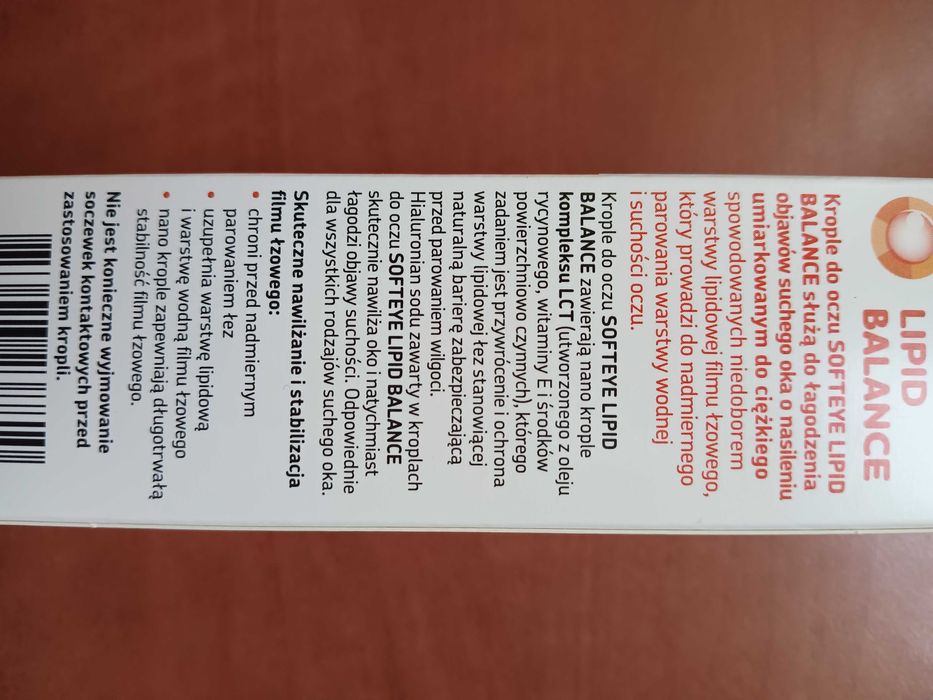 LIPID
BALANCE
Krople do oczu SOFTEYE LIPID
BALANCE służą do łagodzenia
objawów suchego oka o nasileniu
umiarkowanym do ciężkiego
spowodowanych niedoborem
warstwy lipidowej filmu łzowego,
który prowadzi do nadmiernego
parowania warstwy wodnej
i suchości oczu.
Krople do oczu SOFTEYE LIPID
BALANCE zawierają nano krople
kompleksu LCT (utworzonego z oleju
rycynowego, witaminy E i środków
powierzchniowo czynnych), którego
zadaniem jest przywrócenie i ochrona
warstwy lipidowej łez stanowiącej
naturalną barierę zabezpieczającą
przed parowaniem wilgoci.
Hialuronian sodu zawarty w kroplach
do oczu SOFTEYE LIPID BALANCE
skutecznie nawilża oko i natychmiast
łagodzi objawy suchości. Odpowiednie
dla wszystkich rodzajów suchego oka.
Skuteczne nawilżanie i stabilizacja
filmu łzowego:
• chroni przed nadmiernym
parowaniem łez
• uzupełnia warstwę lipidową
i warstwę wodną filmu łzowego
• nano krople zapewniają długotrwałą
stabilność filmu łzowego.
Nie jest konieczne wyjmowanie
soczewek kontaktowych przed
zastosowaniem kropli.